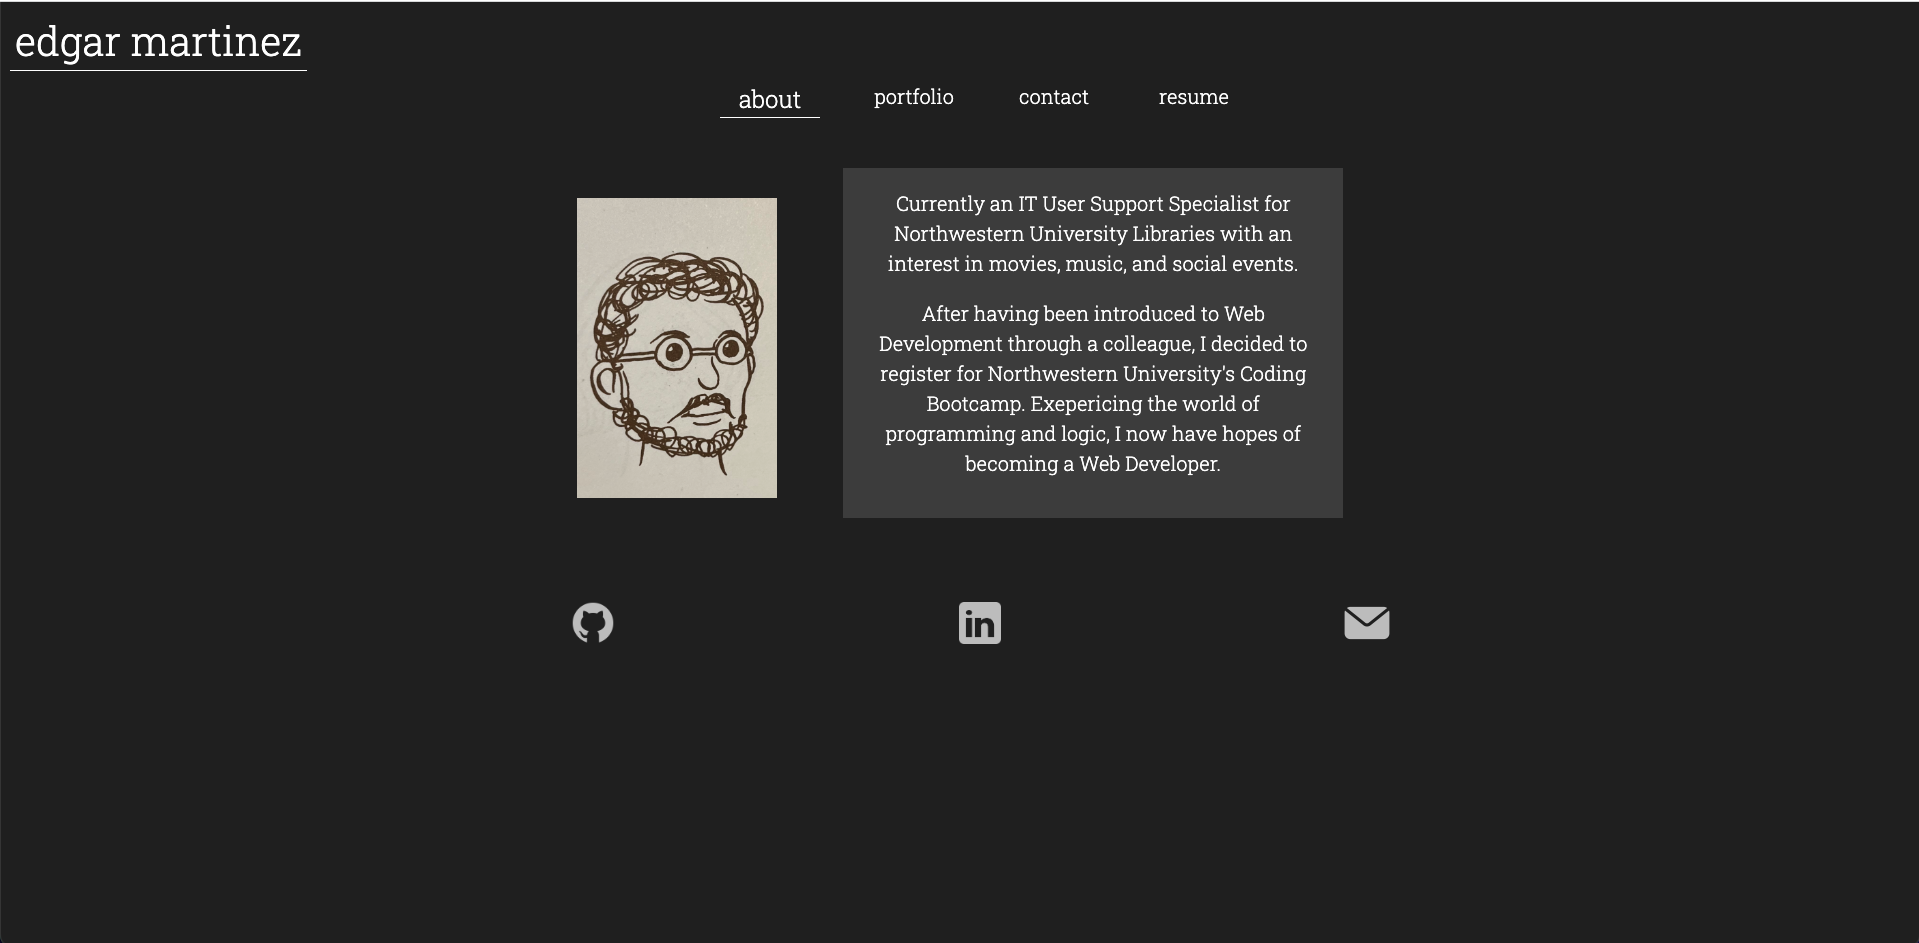 edgar martinez
about
portfolio
contact
resume
Currently an IT User Support Specialist for
Northwestern University Libraries with an
interest in movies, music, and social events.
After having been introduced to Web
Development through a colleague, I decided to
register for Northwestern University's Coding
Bootcamp. Exepericing the world of
programming and logic, I now have hopes of
becoming a Web Developer.
in